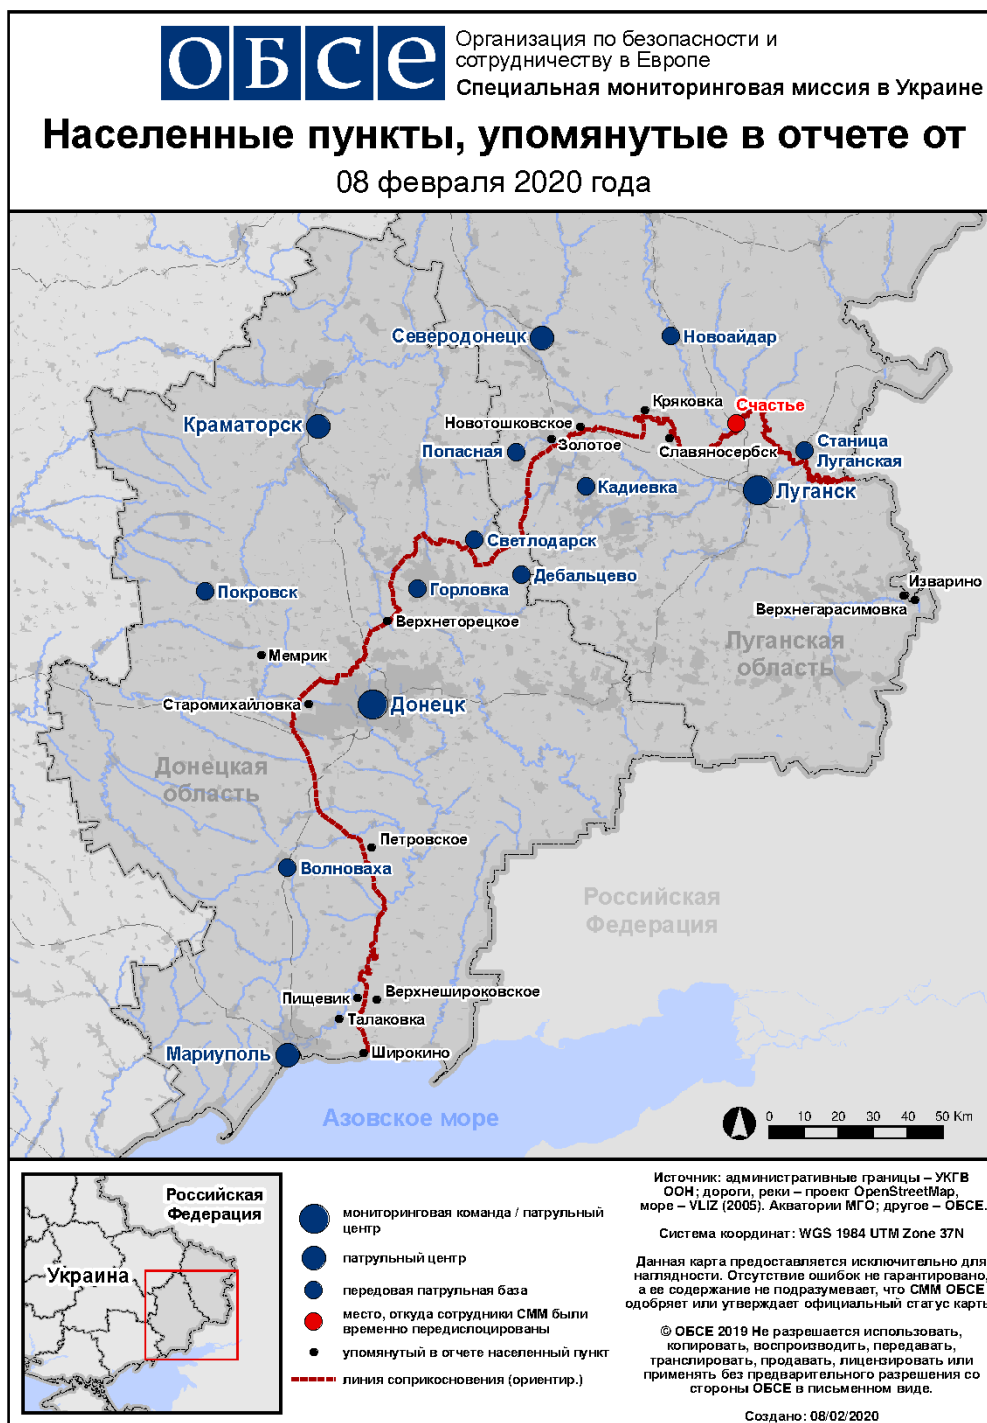 ОБСЕ
Организация по безопасности и
сотрудничеству в Европе
Специальная мониторинговая миссия в Украине
Населенные пункты, упомянутые в отчете от
08 февраля 2020 года
Северодонецк
Новоайдар
Кряковка
Счастье
Краматорск
Новотошковское
Золотое
Славяносербск
Станица
Луганская
Попасная
Кадиевка
Луганск
Светлодарск
Дебальцево
Изварино
Покровск
Горловка
Верхнегарасимовка
Верхнеторецкое
Луганская
область
Мемрик
Старомихайловка
Донецк
Донецкая
область
Петровское
Волноваха
Российская
Федерация
Пищевик
Верхнешироковское
Талаковка
Мариуполь
Широкино
Азовское море
0 10 20 30 40 50 Km
Российская
Федерация
Украина
мониторинговая команда / патрульный
центр
патрульный центр
передовая патрульная база
место, откуда сотрудники СММ были
временно передислоцированы
упомянутый в отчете населенный пункт
линия соприкосновения (ориентир.)
Источник: административные границы – УКГВ
ООН; дороги, реки – проект OpenStreetMap,
море – VLIZ (2005). Акватории МГО; другое – ОБСЕ.
Система координат: WGS 1984 UTM Zone 37N
Данная карта предоставляется исключительно для
наглядности. Отсутствие ошибок не гарантировано,
а ее содержание не подразумевает, что СММ ОБСЕ
одобряет или утверждает официальный статус карты
© ОБСЕ 2019 Не разрешается использовать,
копировать, воспроизводить, передавать,
транслировать, продавать, лицензировать или
применять без предварительного разрешения со
стороны ОБСЕ в письменном виде.
Создано: 08/02/2020